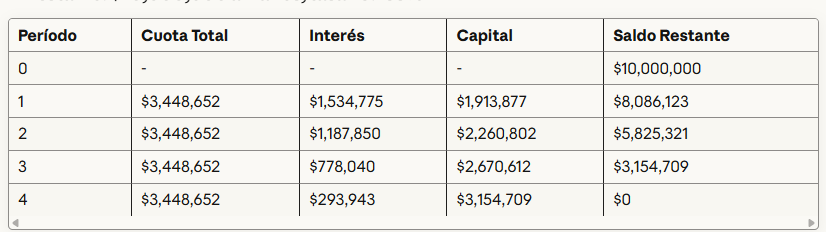 Período Cuota Total Interés Capital Saldo Restante
0 - - - $10,000,000
1 $3,448,652 $1,534,775 $1,913,877 $8,086,123
2 $3,448,652 $1,187,850 $2,260,802 $5,825,321
3 $3,448,652 $778,040 $2,670,612 $3,154,709
4 $3,448,652 $293,943 $3,154,709 $0